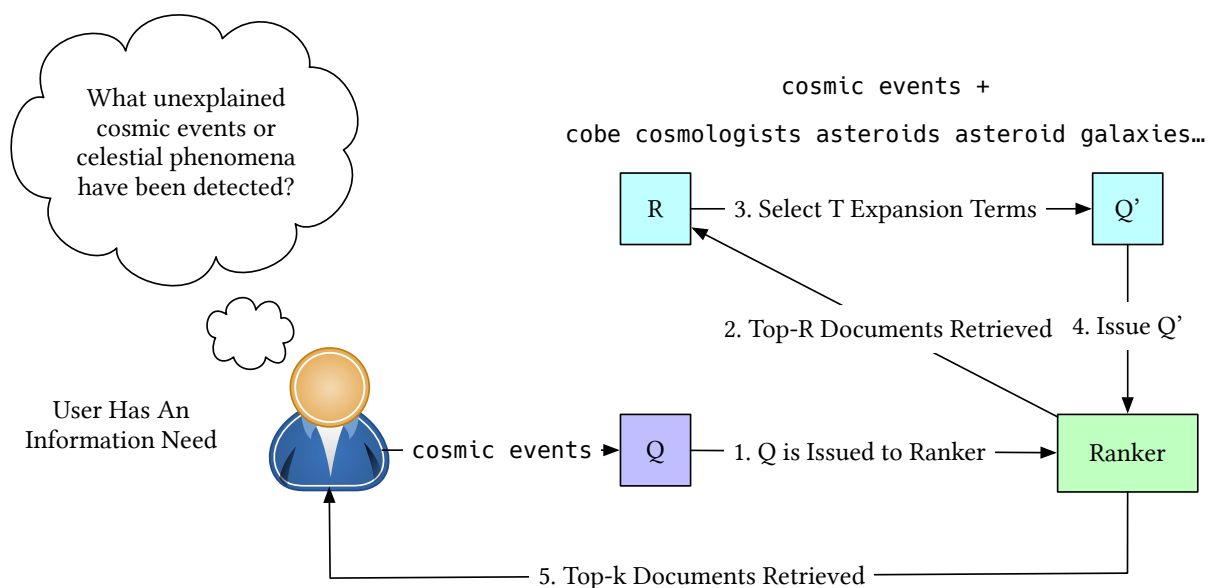 What unexplained
cosmic events or
celestial phenomena
have been detected?
cosmic events +
cobe cosmologists asteroids asteroid galaxies…
R
3. Select T Expansion Terms
Q’
2. Top-R Documents Retrieved
4. Issue Q’
User Has An
Information Need
cosmic events
Q
1. Q is Issued to Ranker
Ranker
5. Top-k Documents Retrieved